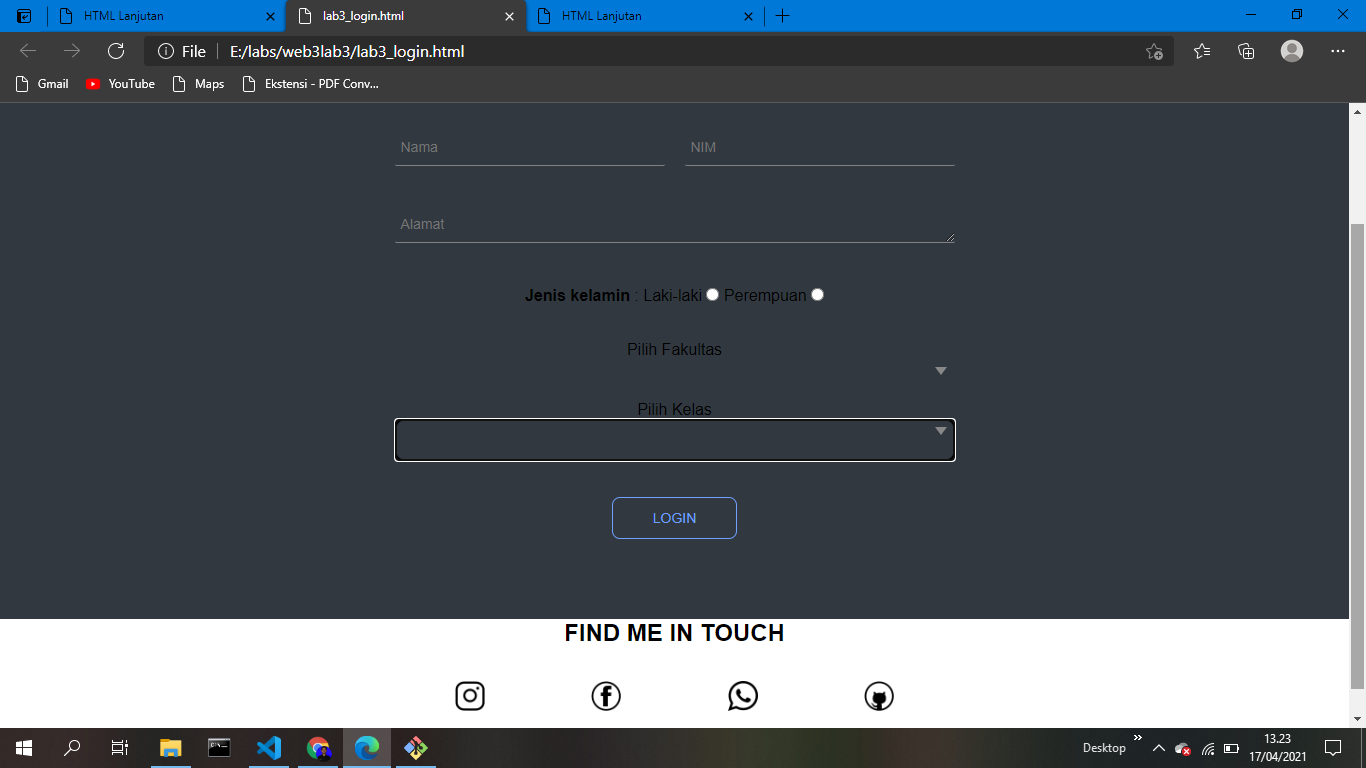 HTML Lanjutan
lab3_login.html
HTML Lanjutan
File
E:/labs/web3lab3/lab3_login.html
Gmail
YouTube
Maps
Ekstensi - PDF Conv...
Nama
NIM
Alamat
Jenis kelamin : Laki-laki Perempuan
Pilih Fakultas
Pilih Kelas
LOGIN
FIND ME IN TOUCH
Desktop
13.23
17/04/2021